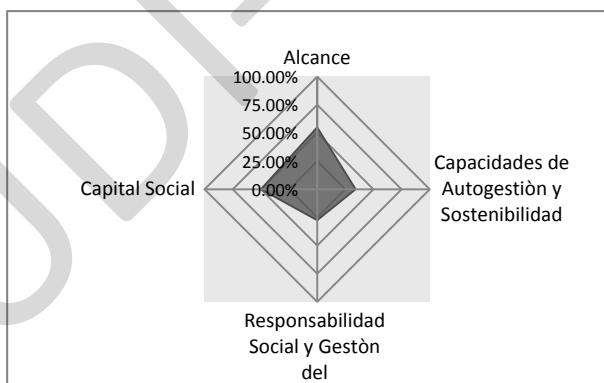 Alcance
100.00%
75.00%
50.00%
25.00%
0.00%
Capital Social
Capacidades de
Autogestiòn y
Sostenibilidad
Responsabilidad
Social y Gestòn
del